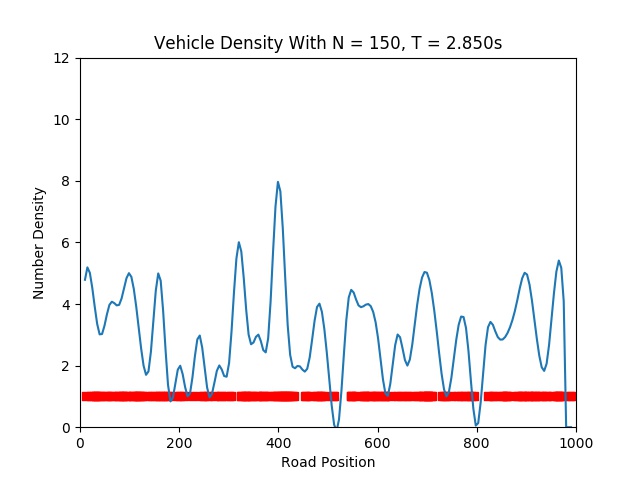 Vehicle Density With N = 150, T = 2.850s
12
10
8
6
4
2
0
Number Density
0 200 400 600 800 1000
Road Position